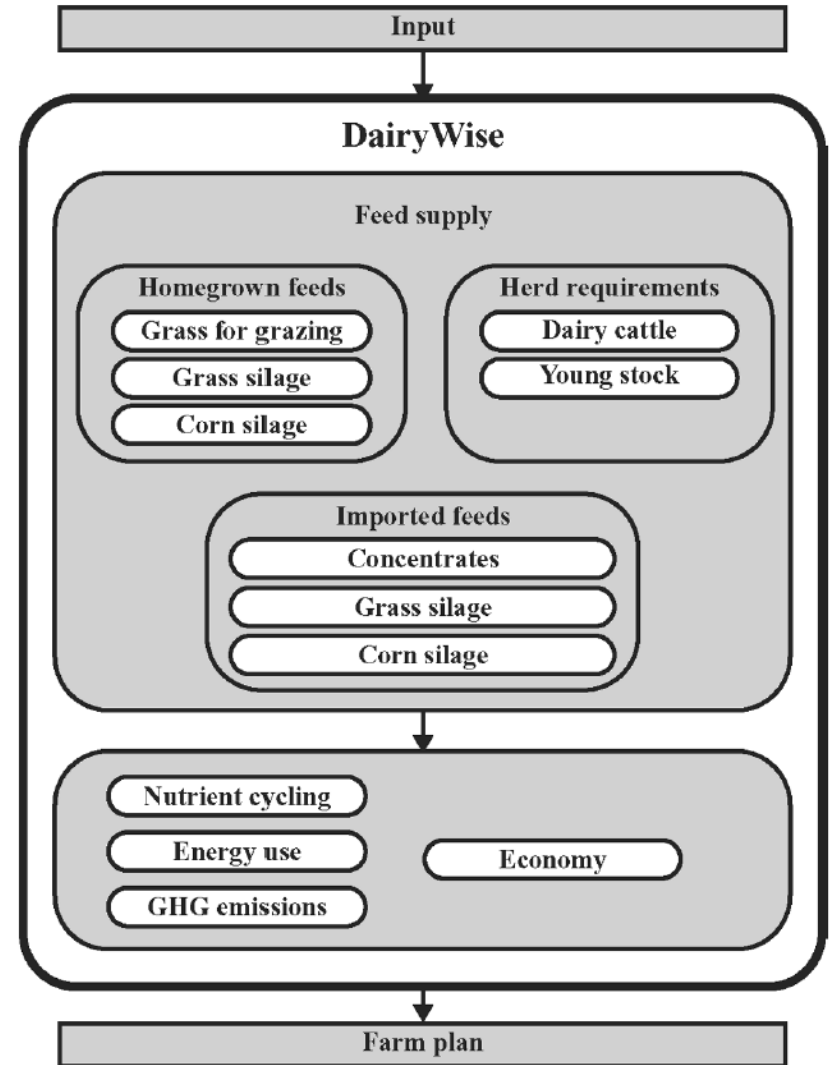 Input
DairyWise
Feed supply
Homegrown feeds
Grass for grazing
Grass silage
Corn silage
Herd requirements
Dairy cattle
Young stock
Imported feeds
Concentrates
Grass silage
Corn silage
Nutrient cycling
Energy use
GHG emissions
Economy
Farm plan